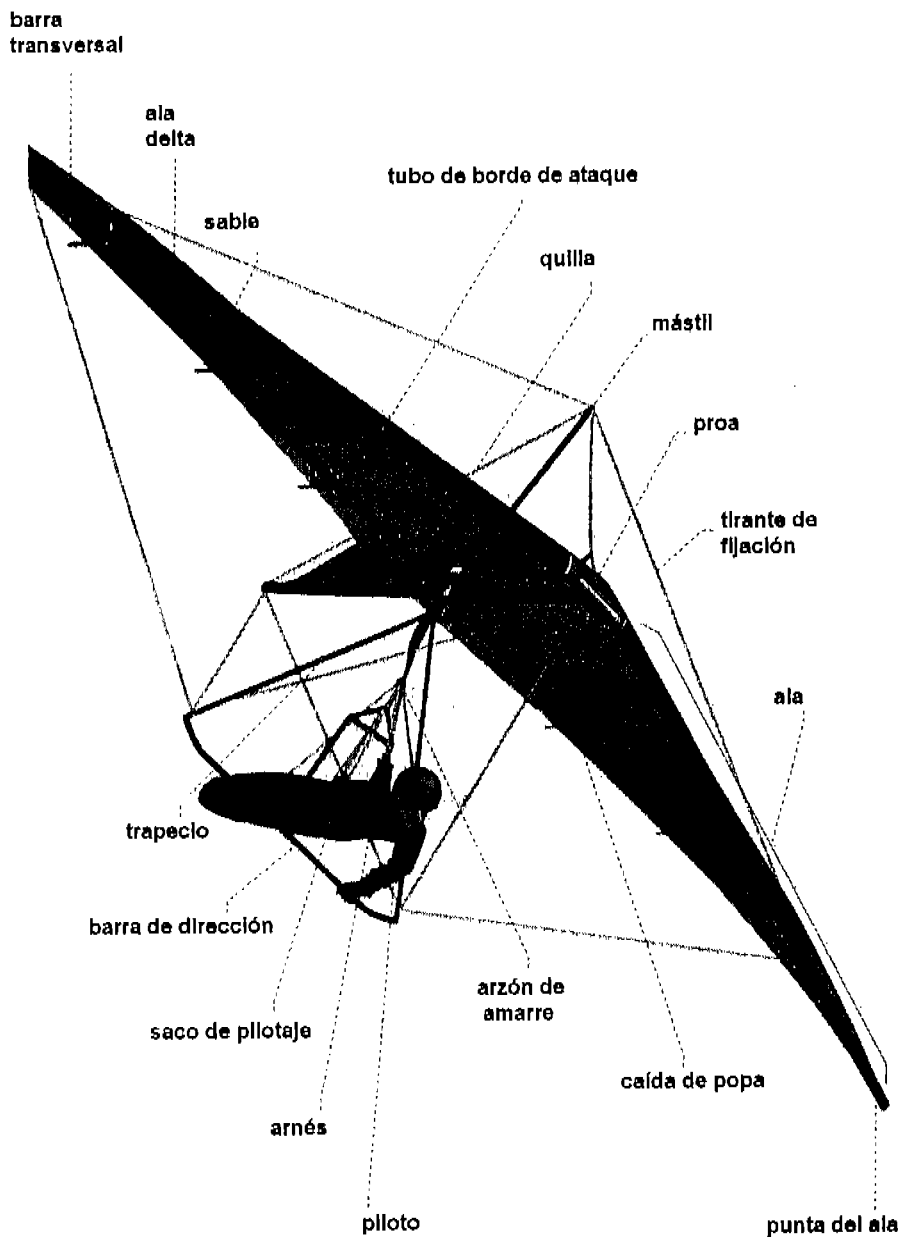 barra
transversal
ala
delta
tubo de borde de ataque
sable
quilla
mástil
proa
tirante de
fijación
ala
trapecio
barra de dirección
arzón de
amarre
saco de pilotaje
caída de popa
arnés
piloto
punta del ala